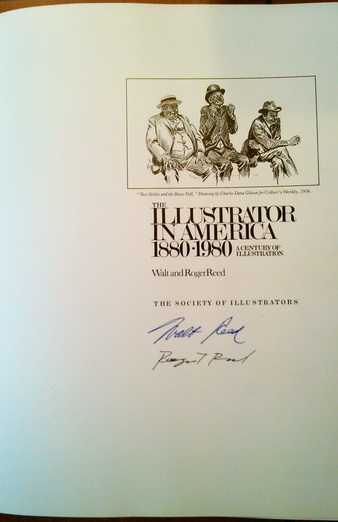 "Two Strikes and the Bases Full," Drawing by Charles Dana Gibson for Collier's Weekly, 1904
THE
ILLUSTRATOR
IN AMERICA
1880-1980 A CENTURY OF
ILLUSTRATION
Walt and Roger Reed
THE SOCIETY OF ILLUSTRATORS
Walt Reed
Roger T Reed